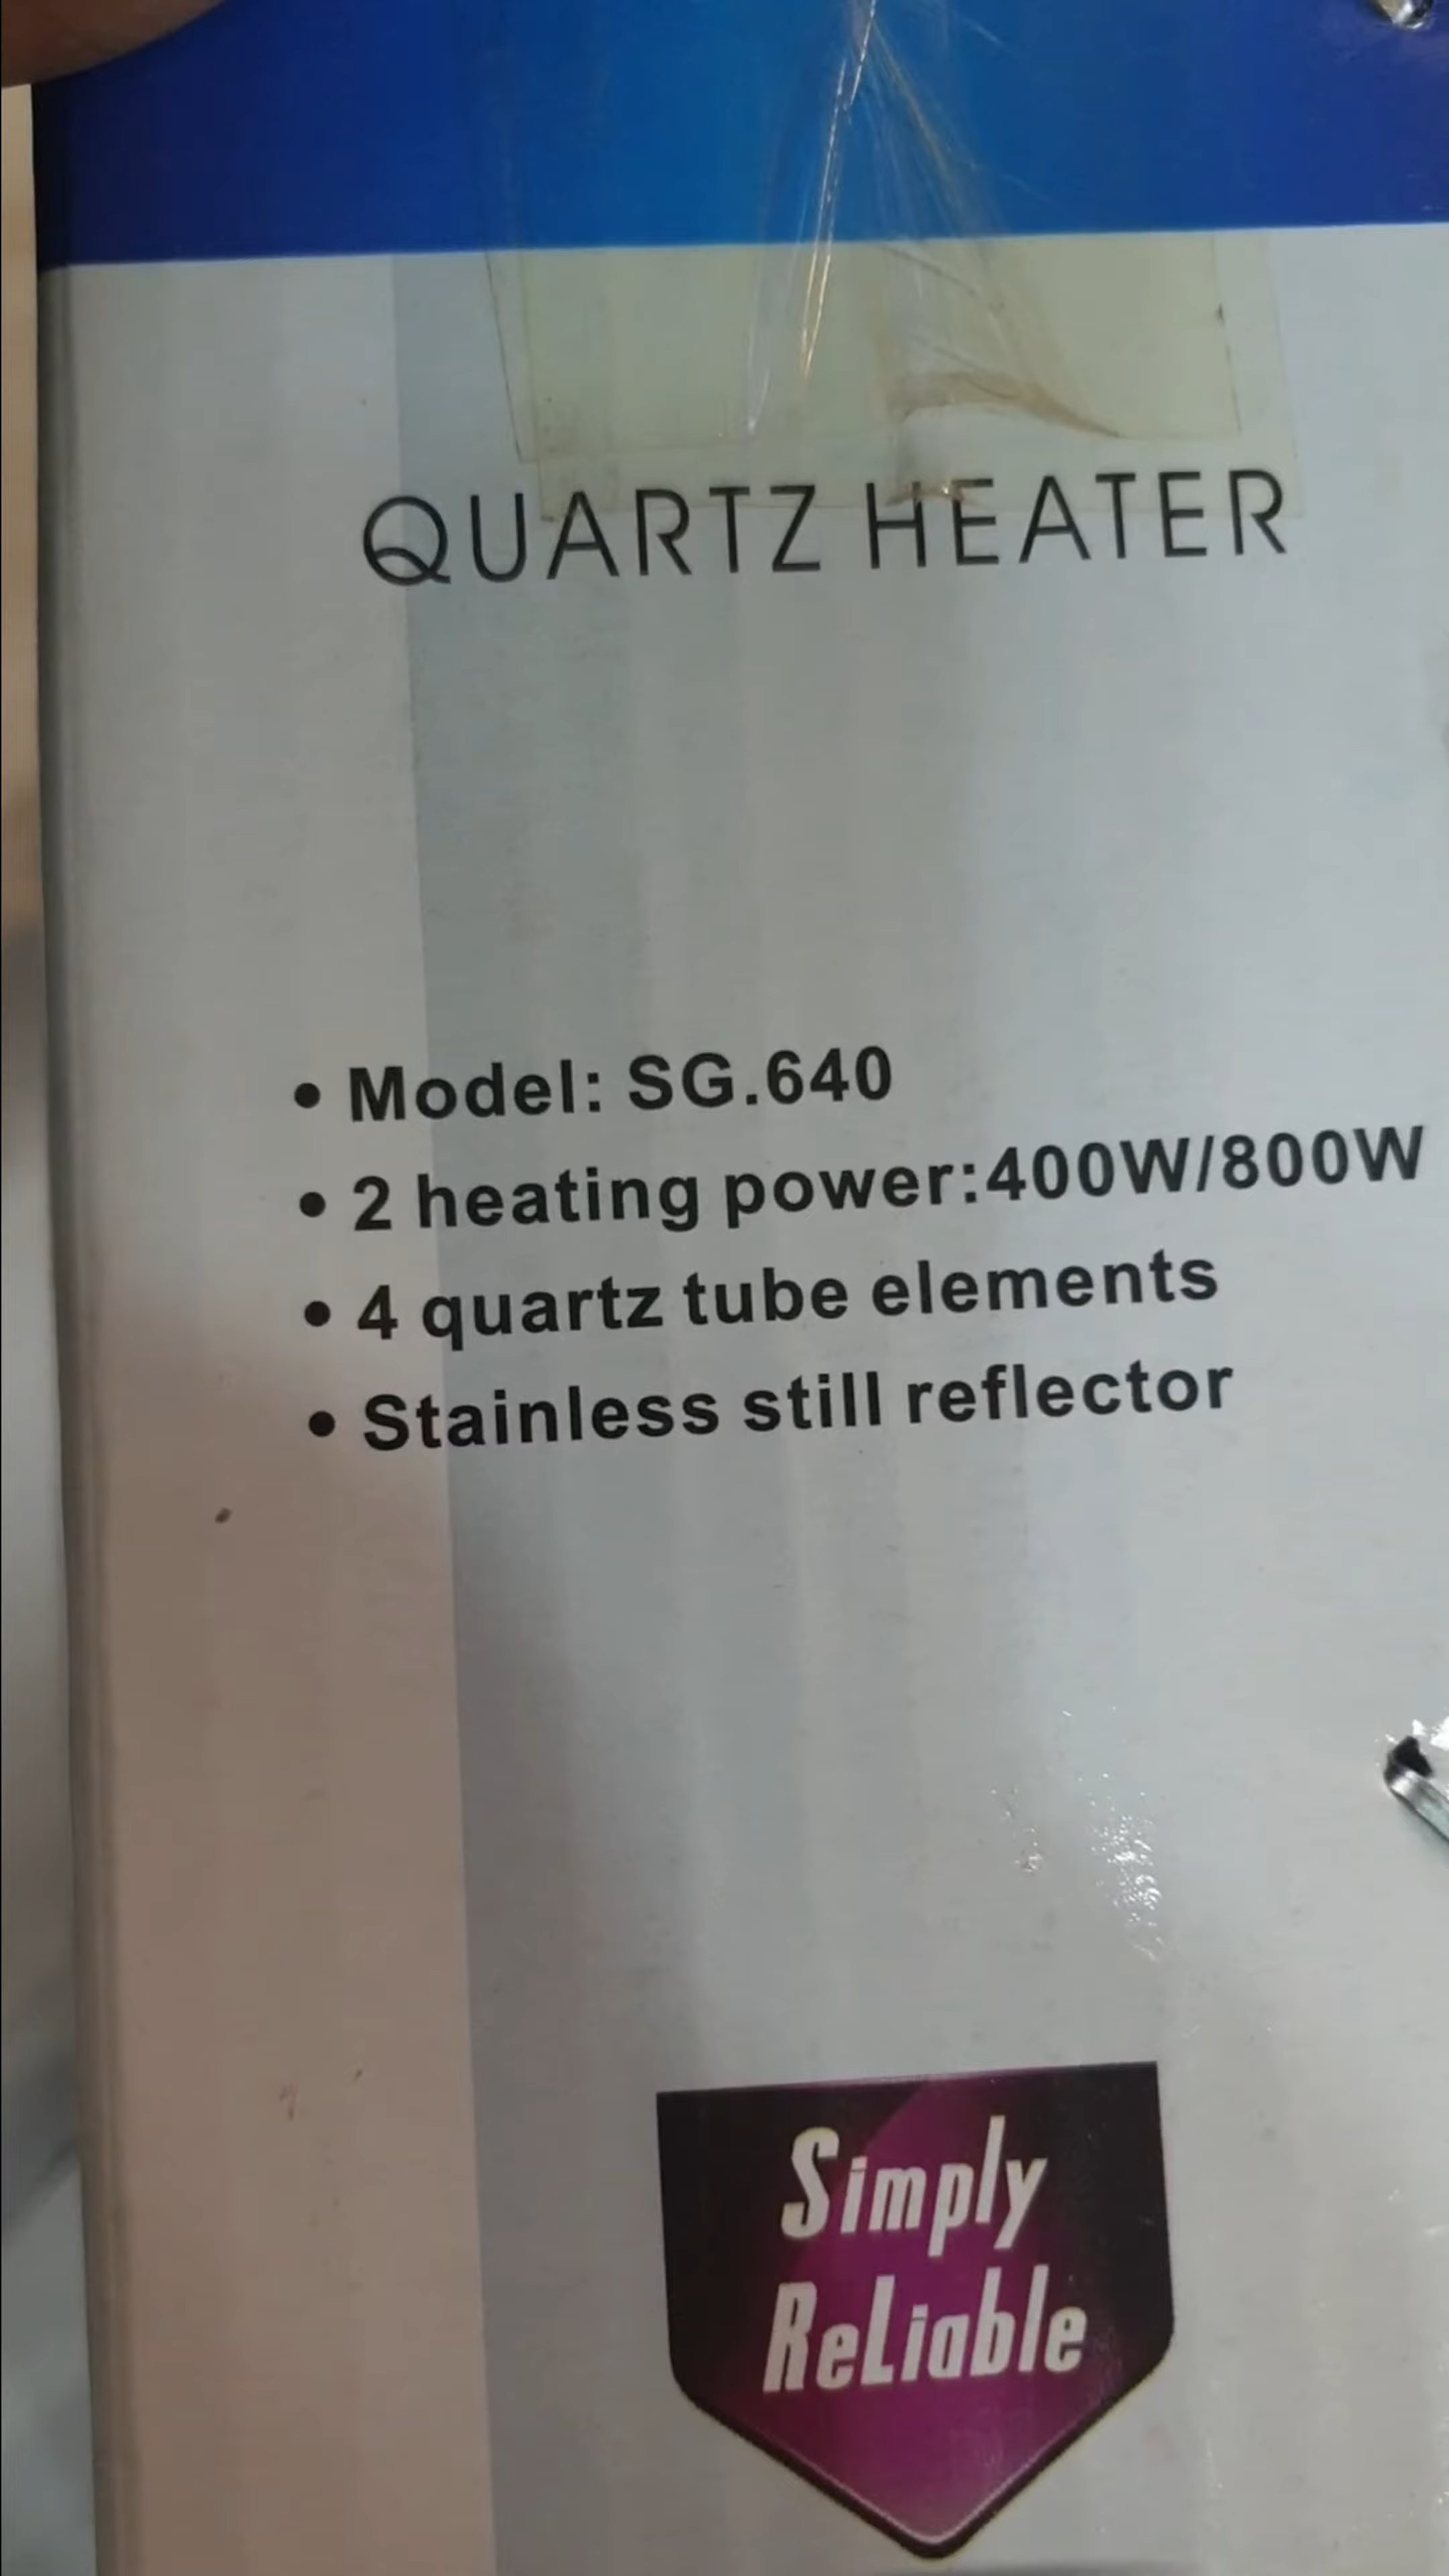 QUARTZ HEATER
• Model: SG.640
• 2 heating power:400W/800W
• 4 quartz tube elements
• Stainless still reflector
Simply
ReLiable